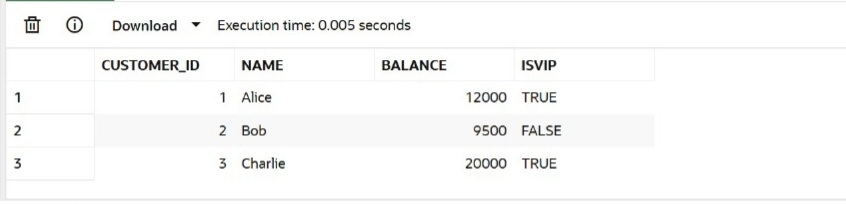 Download Execution time: 0.005 seconds
CUSTOMER_ID NAME BALANCE ISVIP
1 1 Alice 12000 TRUE
2 2 Bob 9500 FALSE
3 3 Charlie 20000 TRUE